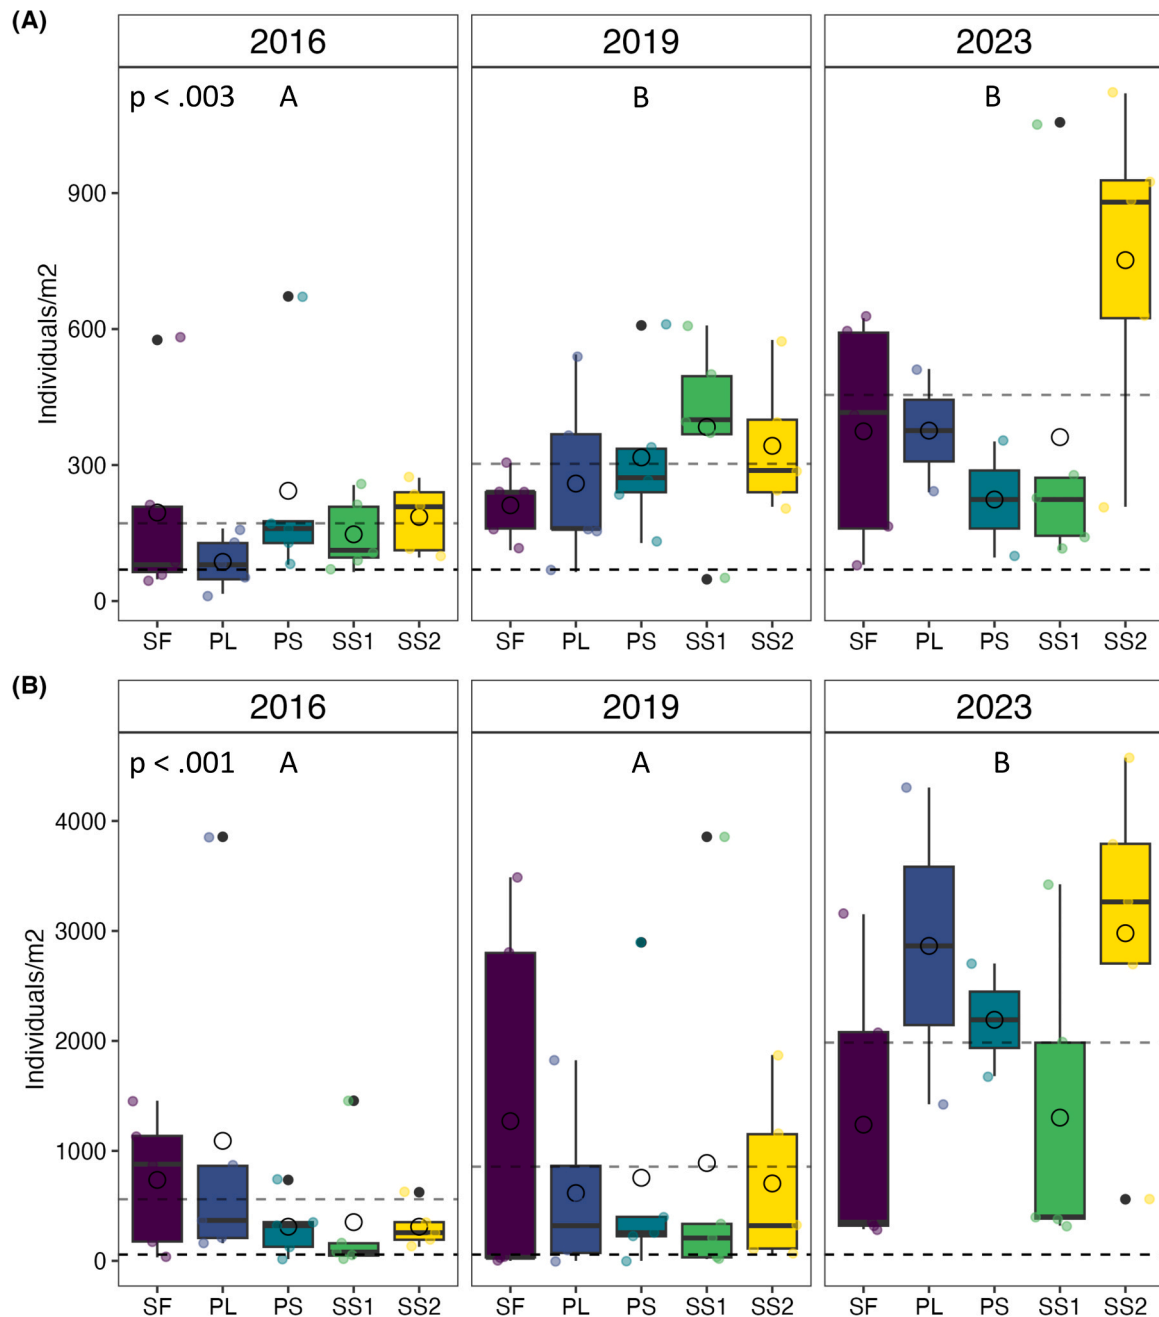 (A)
2016 2019 2023
p < .003 A B B
Individuals/m2
900
600
300
0
SF PL PS SS1 SS2 SF PL PS SS1 SS2 SF PL PS SS1 SS2
(B)
2016 2019 2023
p < .001 A A B
Individuals/m2
4000
3000
2000
1000
0
SF PL PS SS1 SS2 SF PL PS SS1 SS2 SF PL PS SS1 SS2